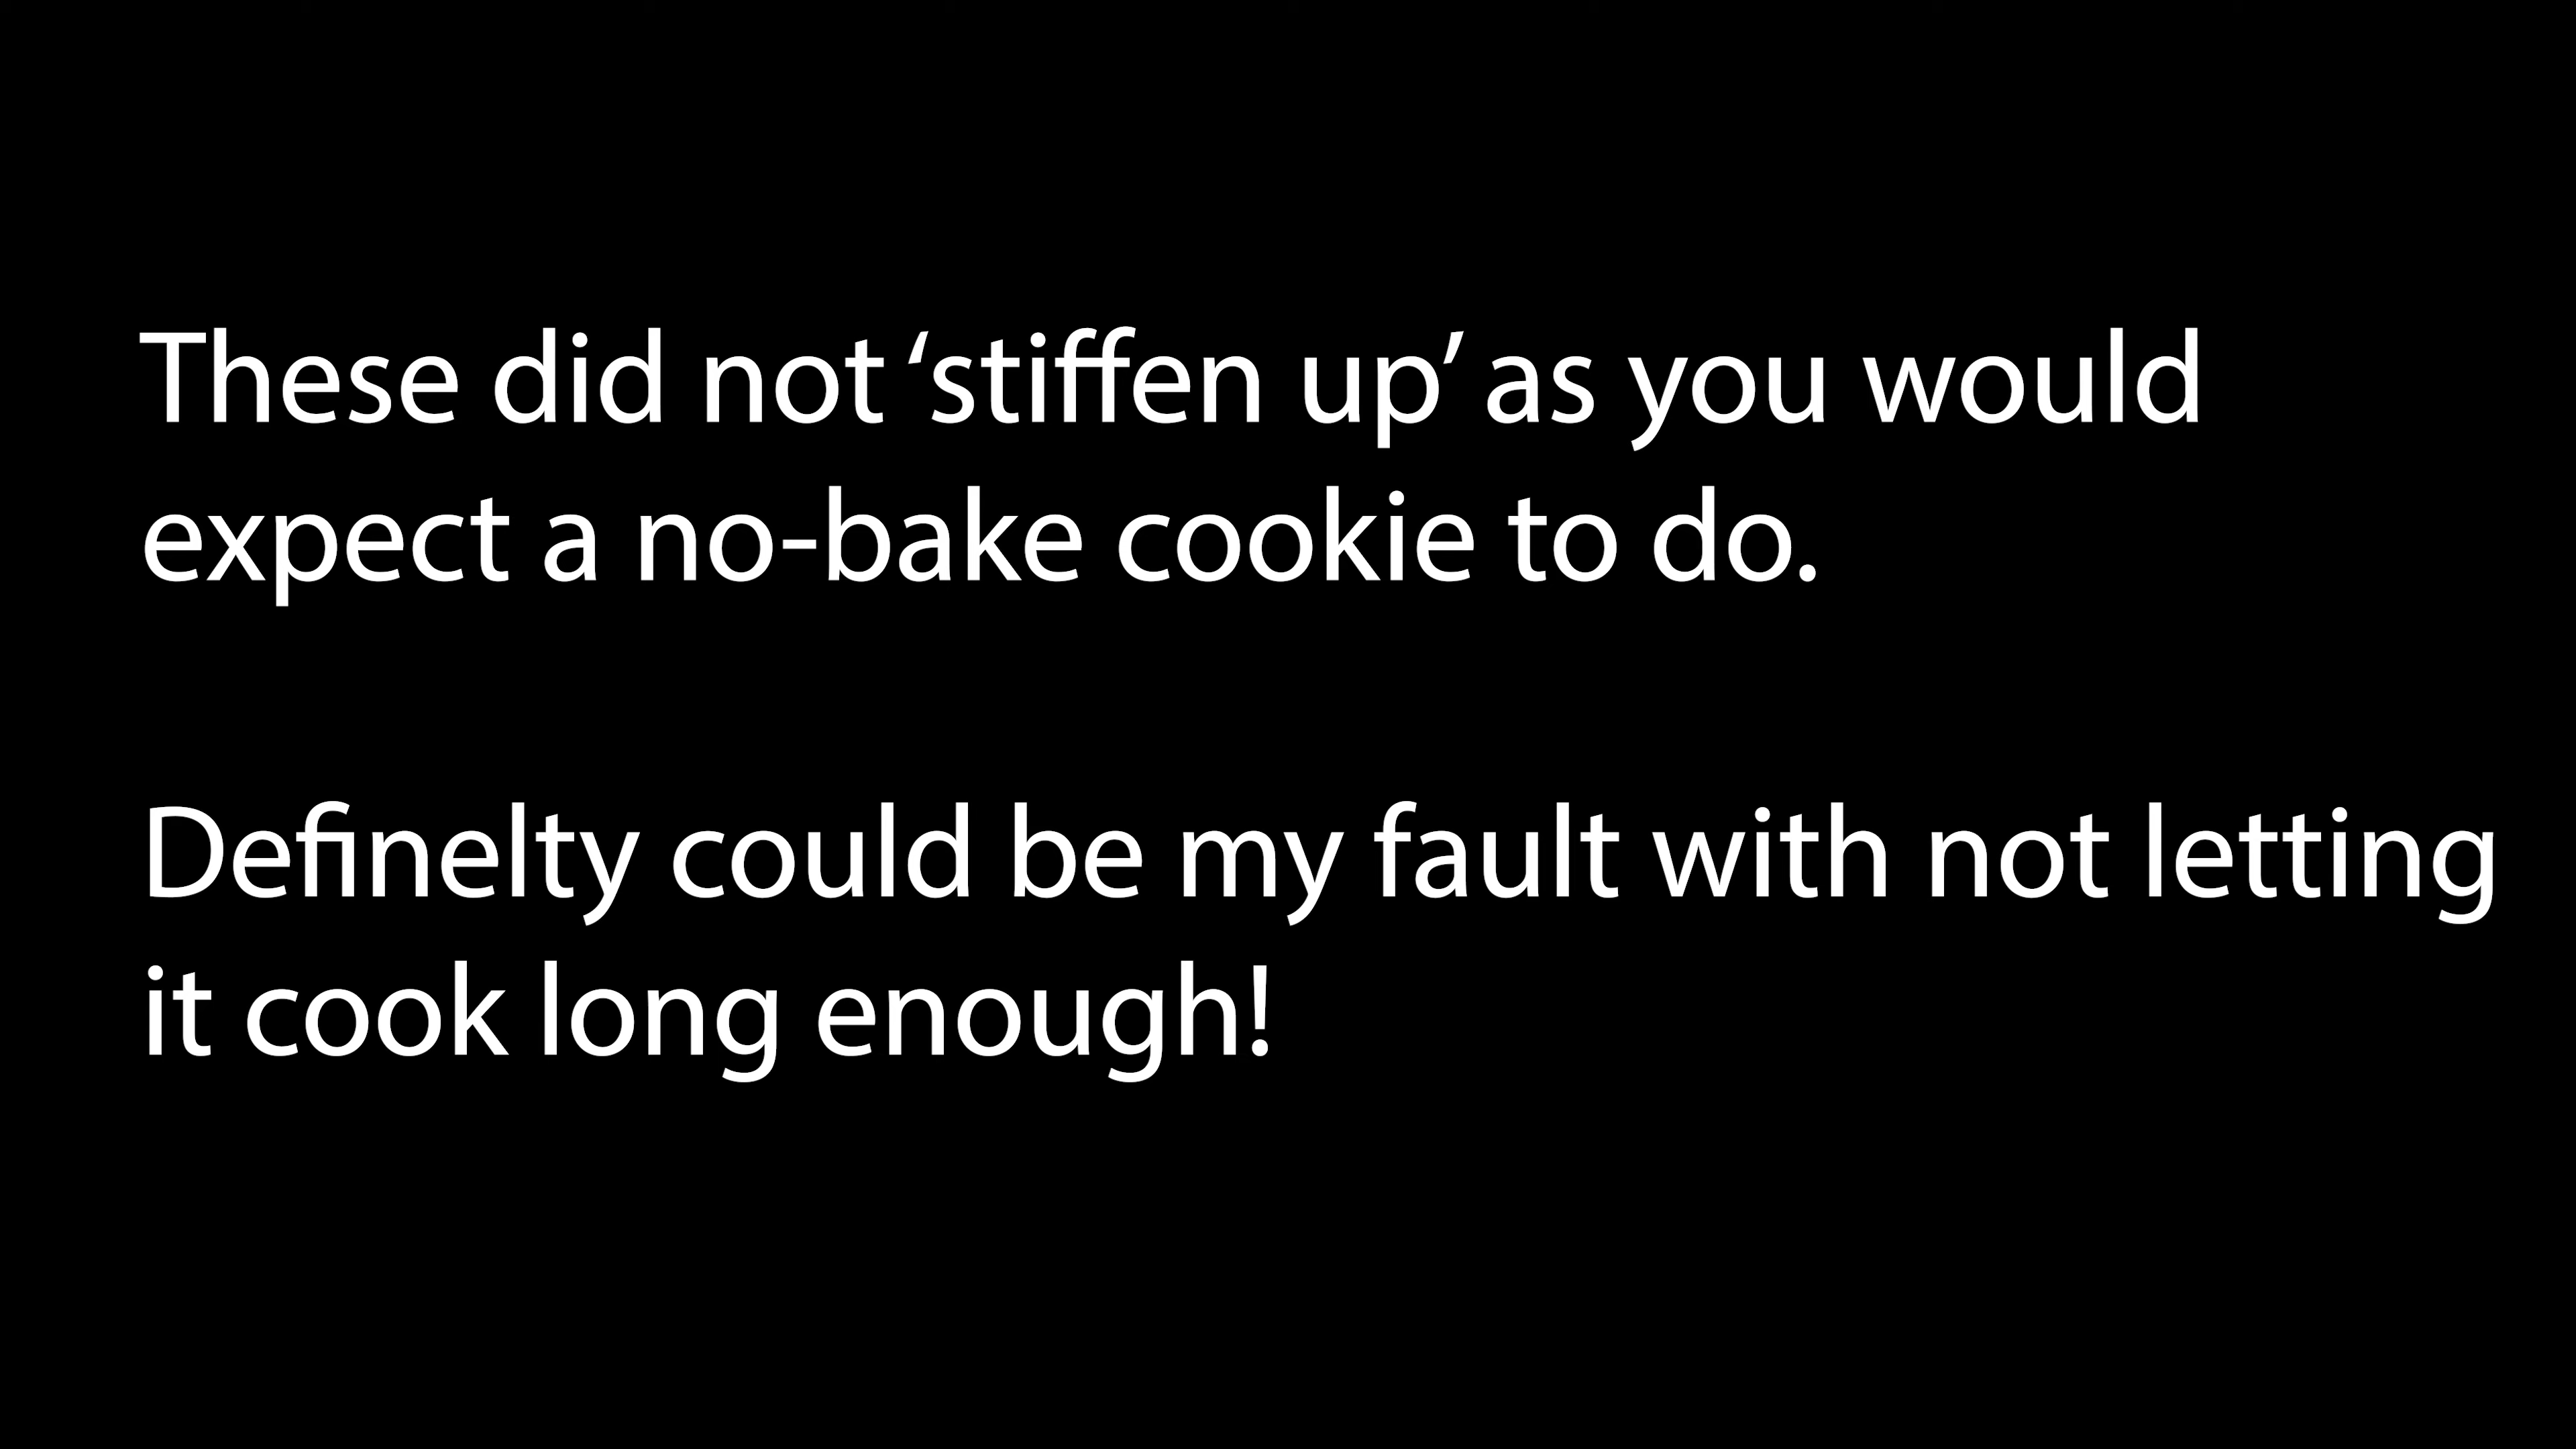 These did not ‘stiffen up’ as you would
expect a no-bake cookie to do.
Definelty could be my fault with not letting
it cook long enough!